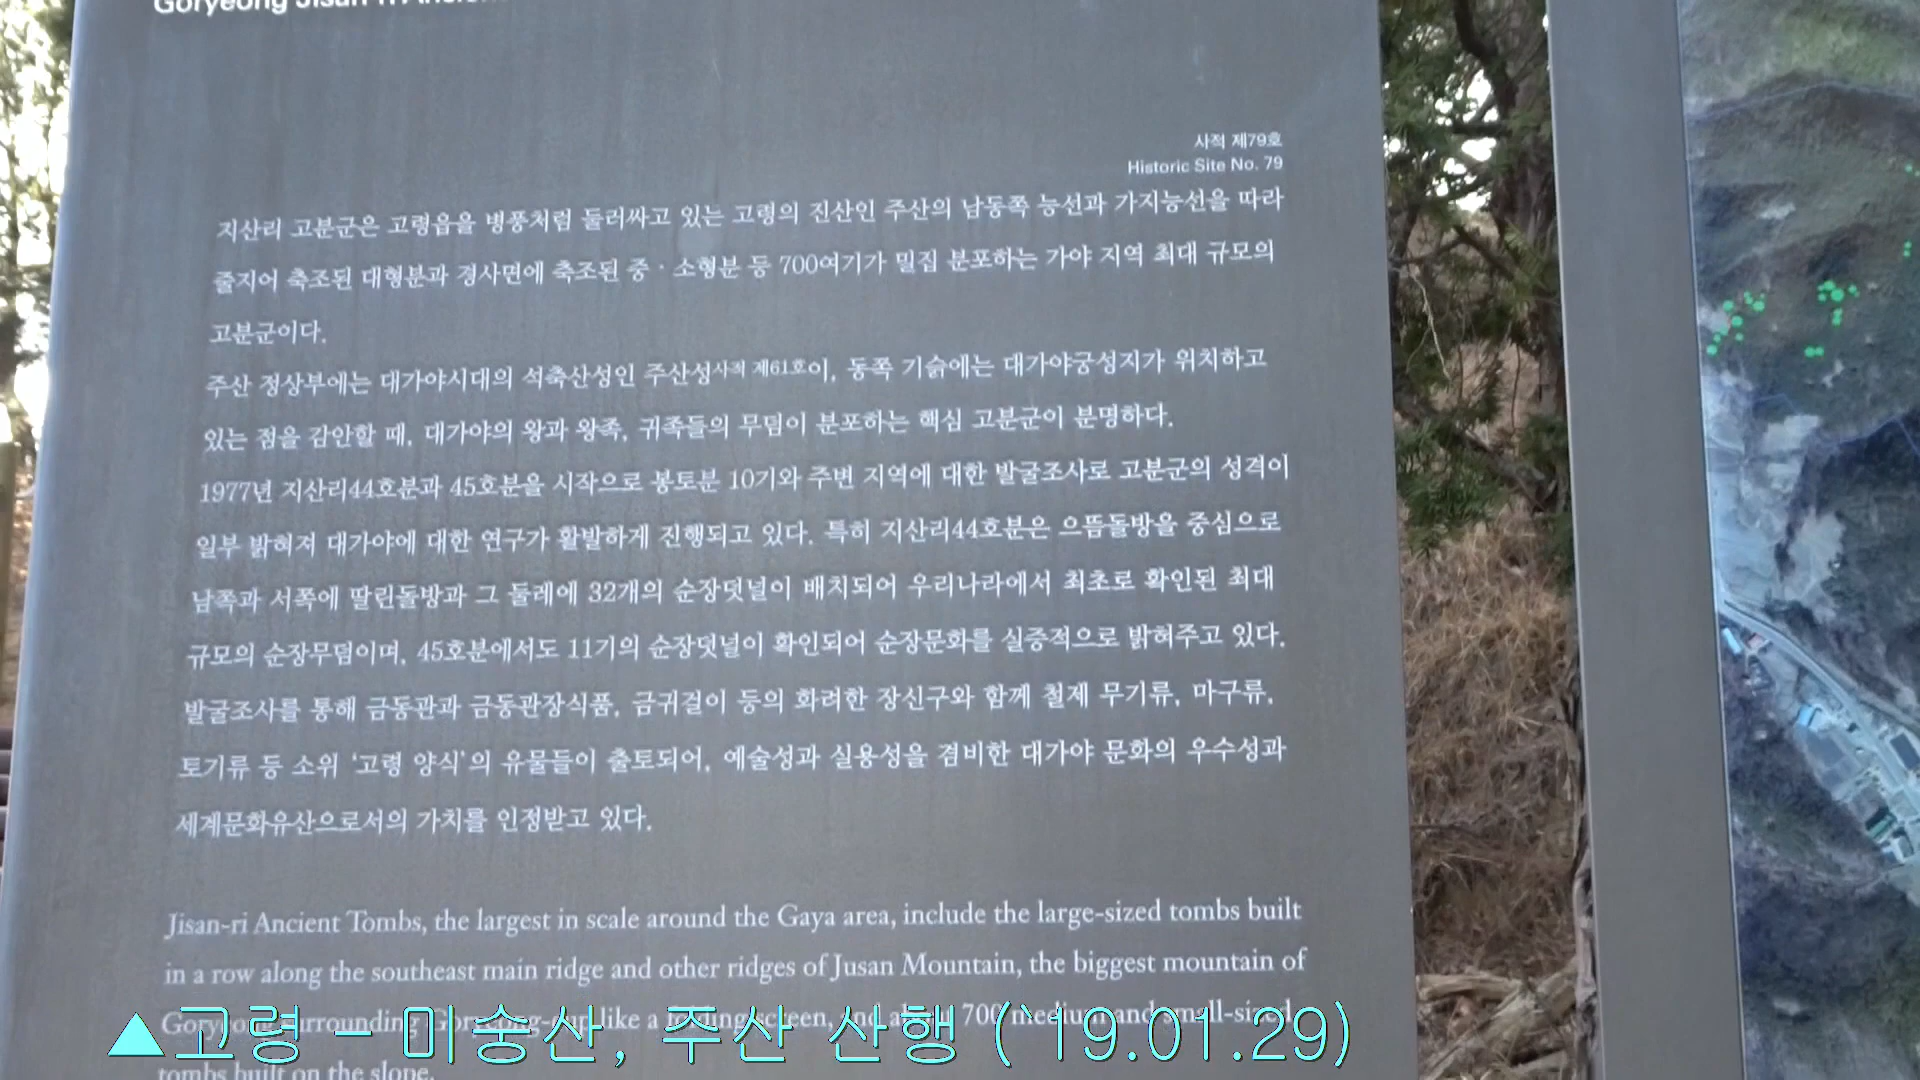 Goryeong Jisan-ri Ancient
사적 제79호
Historic Site No. 79
지산리 고분군은 고령읍을 병풍처럼 둘러싸고 있는 고령의 진산인 주산의 남동쪽 능선과 가지능선을 따라
줄지어 축조된 대형분과 경사면에 축조된 중·소형분 등 700여기가 밀집 분포하는 가야 지역 최대 규모의
고분군이다.
주산 정상부에는 대가야시대의 석축산성인 주산성사적 제61호이, 동쪽 기슭에는 대가야궁성지가 위치하고
있는 점을 감안할 때, 대가야의 왕과 왕족, 귀족들의 무덤이 분포하는 핵심 고분군이 분명하다.
1977년 지산리44호분과 45호분을 시작으로 봉토분 10기와 주변 지역에 대한 발굴조사로 고분군의 성격이
일부 밝혀져 대가야에 대한 연구가 활발하게 진행되고 있다. 특히 지산리44호분은 으뜸돌방을 중심으로
남쪽과 서쪽에 딸린돌방과 그 둘레에 32개의 순장덧널이 배치되어 우리나라에서 최초로 확인된 최대
규모의 순장무덤이며, 45호분에서도 11기의 순장덧널이 확인되어 순장문화를 실증적으로 밝혀주고 있다.
발굴조사를 통해 금동관과 금동관장식품, 금귀걸이 등의 화려한 장신구와 함께 철제 무기류, 마구류,
토기류 등 소위 '고령 양식'의 유물들이 출토되어, 예술성과 실용성을 겸비한 대가야 문화의 우수성과
세계문화유산으로서의 가치를 인정받고 있다.
Jisan-ri Ancient Tombs, the largest in scale around the Gaya area, include the large-sized tombs built
in a row along the southeast main ridge and other ridges of Jusan Mountain, the biggest mountain of
Goryeong surrounding Goryeong-eup like a folding screen, and about 700 medium and small-sized
tombs built on the slope.
▲고령 - 미숭산, 주산 산행 (`19.01.29)